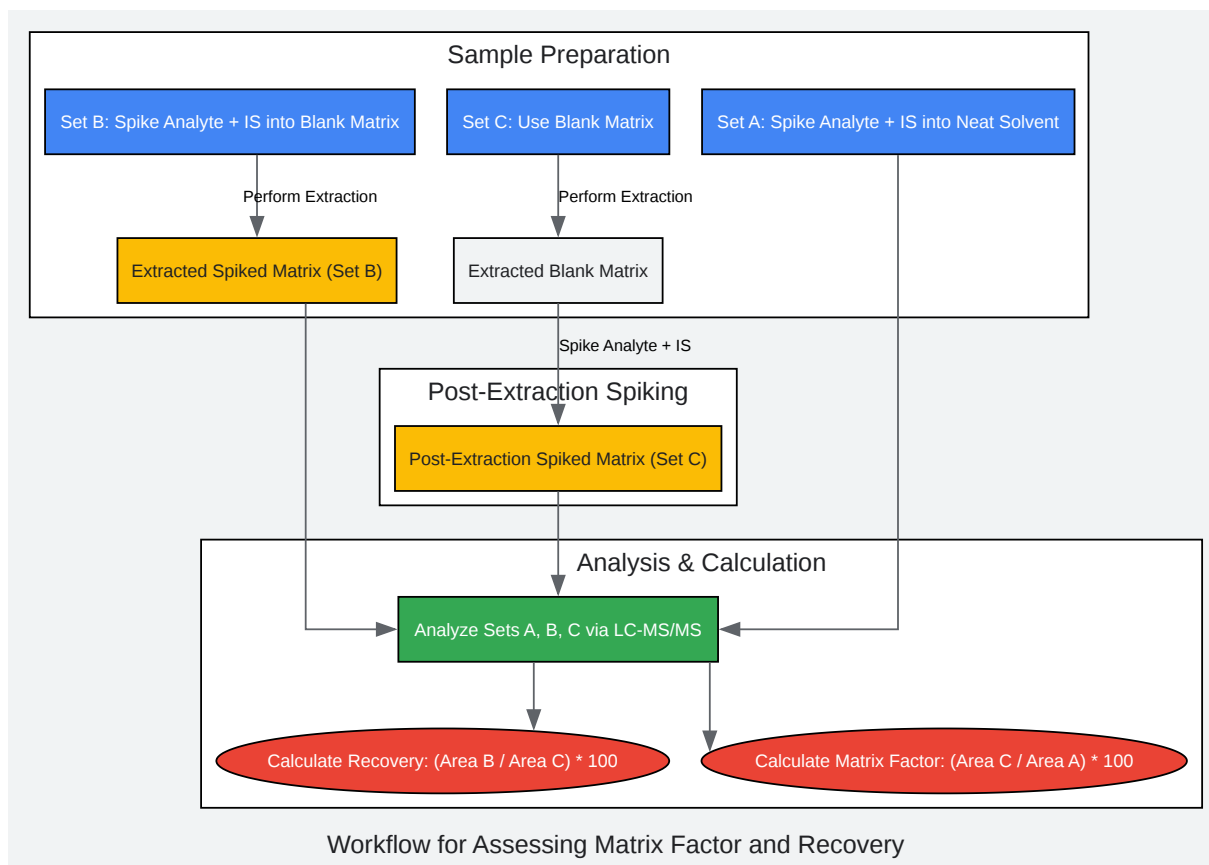 Sample Preparation
Set B: Spike Analyte + IS into Blank Matrix
Set C: Use Blank Matrix
Set A: Spike Analyte + IS into Neat Solvent
Perform Extraction
Perform Extraction
Extracted Spiked Matrix (Set B)
Extracted Blank Matrix
Spike Analyte + IS
Post-Extraction Spiking
Post-Extraction Spiked Matrix (Set C)
Analysis & Calculation
Analyze Sets A, B, C via LC-MS/MS
Calculate Recovery: (Area B / Area C) * 100
Calculate Matrix Factor: (Area C / Area A) * 100
Workflow for Assessing Matrix Factor and Recovery